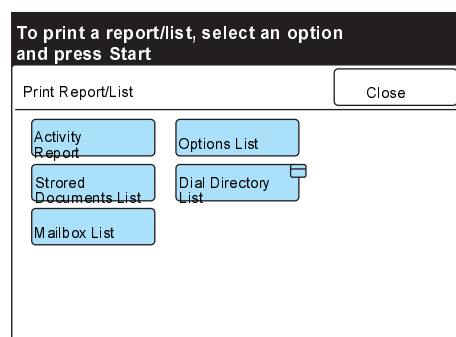 To print a report/list, select an option
and press Start
Print Report/List
Close
Activity
Report
Options List
Strored
Documents List
Dial Directory
List
Mailbox List